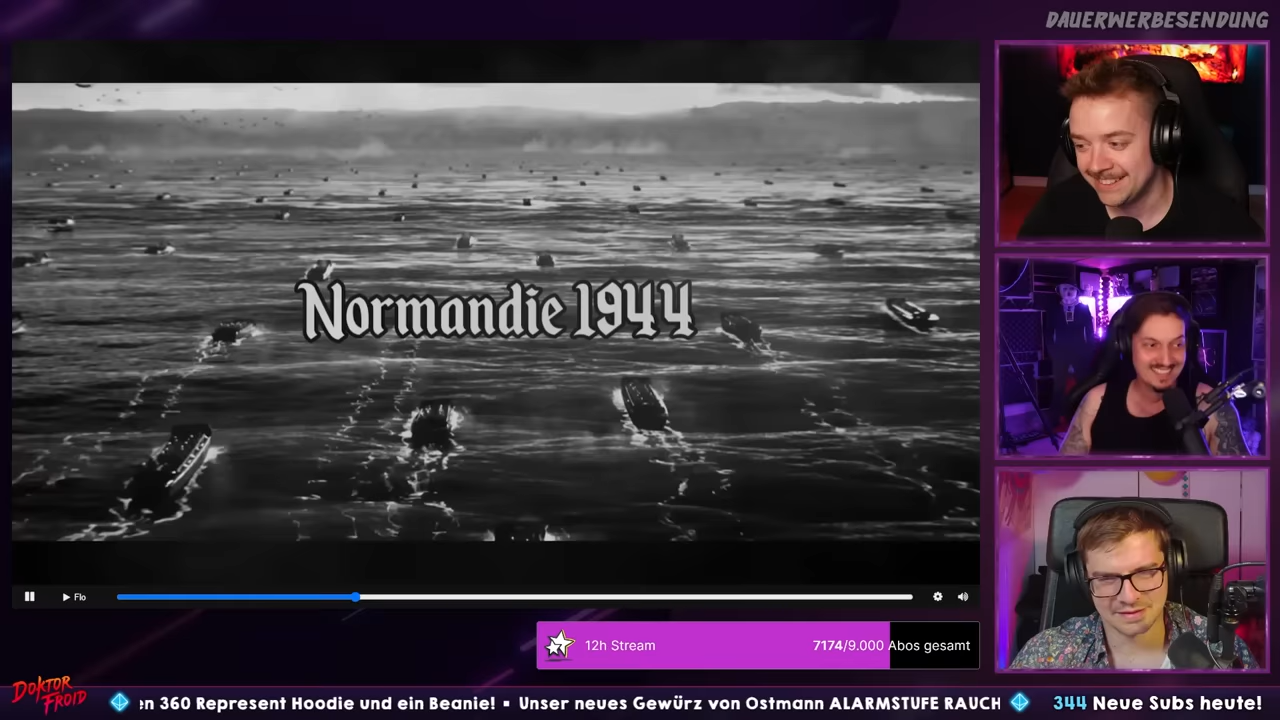 DAUERWERBESENDUNG
Normandie 1944
Flo
12h Stream 7174/9.000 Abos gesamt
DOKTOR
FROID
en 360 Represent Hoodie und ein Beanie! ▪ Unser neues Gewürz von Ostmann ALARMSTUFE RAUCH
344 Neue Subs heute!